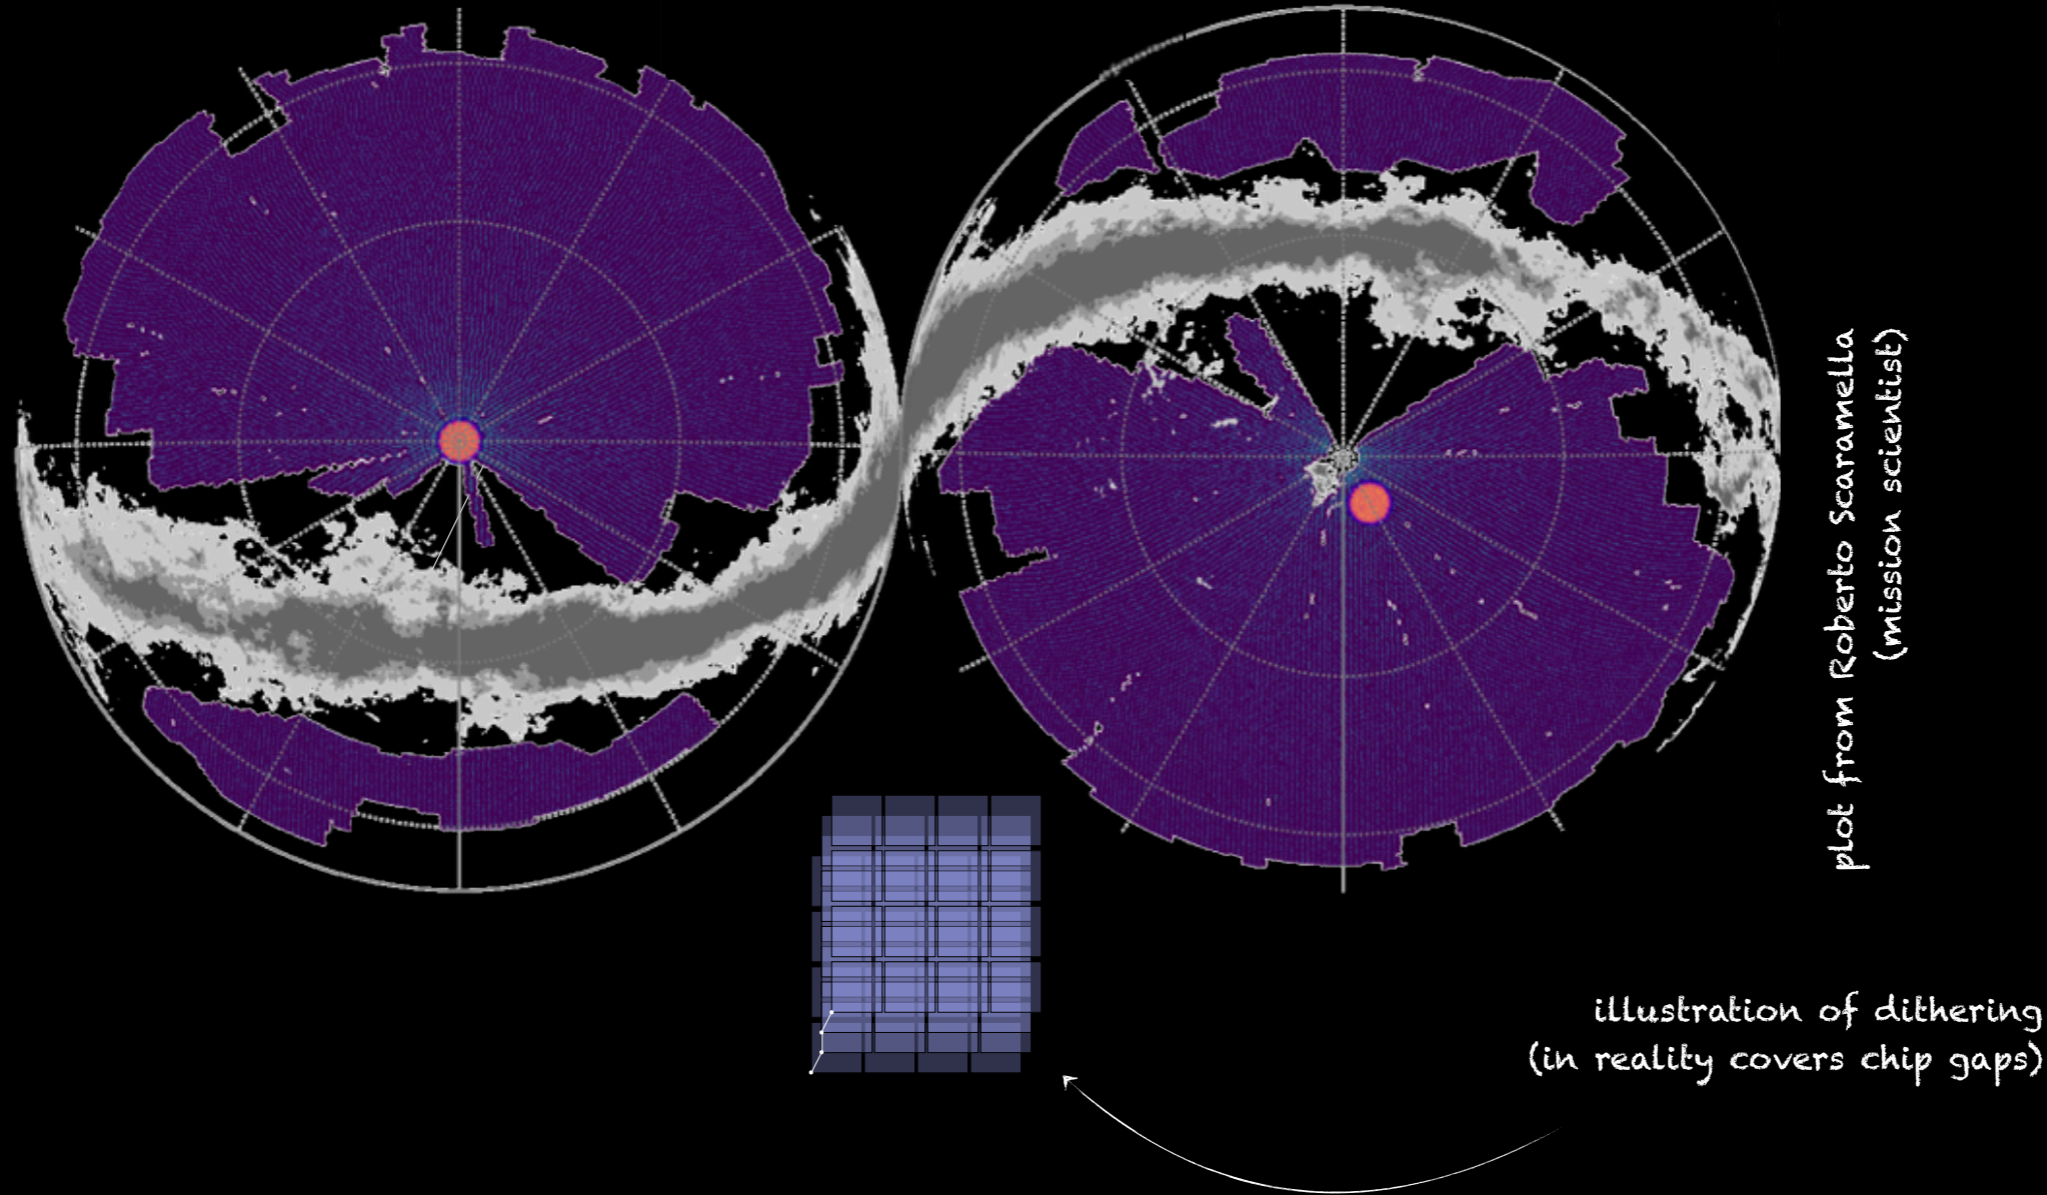 plot from Roberto Scaramella
(mission scientist)
illustration of dithering
(in reality covers chip gaps)